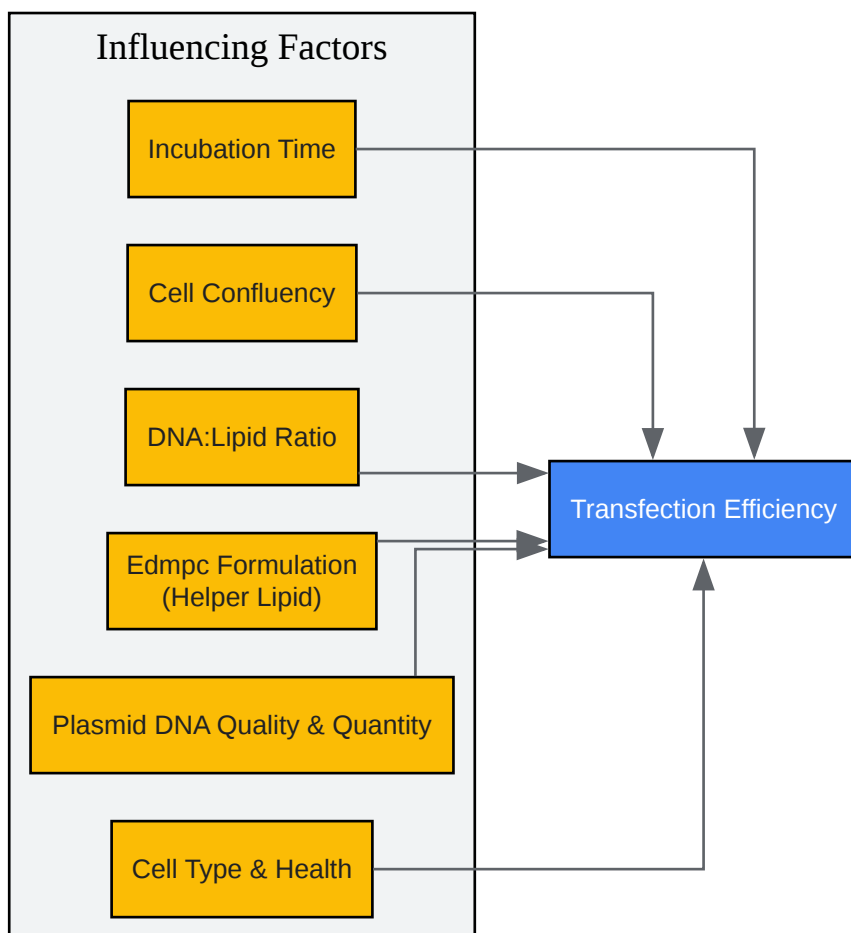 Influencing Factors
Incubation Time
Cell Confluency
DNA:Lipid Ratio
Transfection Efficiency
Edmpc Formulation
(Helper Lipid)
Plasmid DNA Quality & Quantity
Cell Type & Health